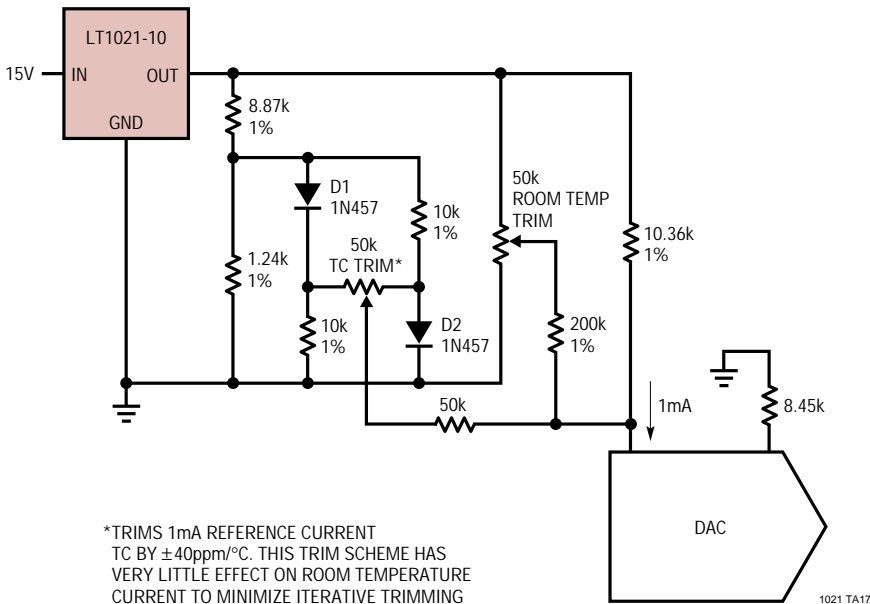 LT1021-10
15V
IN
OUT
GND
8.87k
1%
D1
1N457
10k
1%
50k
ROOM TEMP
TRIM
10.36k
1%
1.24k
1%
50k
TC TRIM*
10k
1%
D2
1N457
200k
1%
50k
1mA
8.45k
DAC
*TRIMS 1mA REFERENCE CURRENT
TC BY ±40ppm/°C. THIS TRIM SCHEME HAS
VERY LITTLE EFFECT ON ROOM TEMPERATURE
CURRENT TO MINIMIZE ITERATIVE TRIMMING
1021 TA17